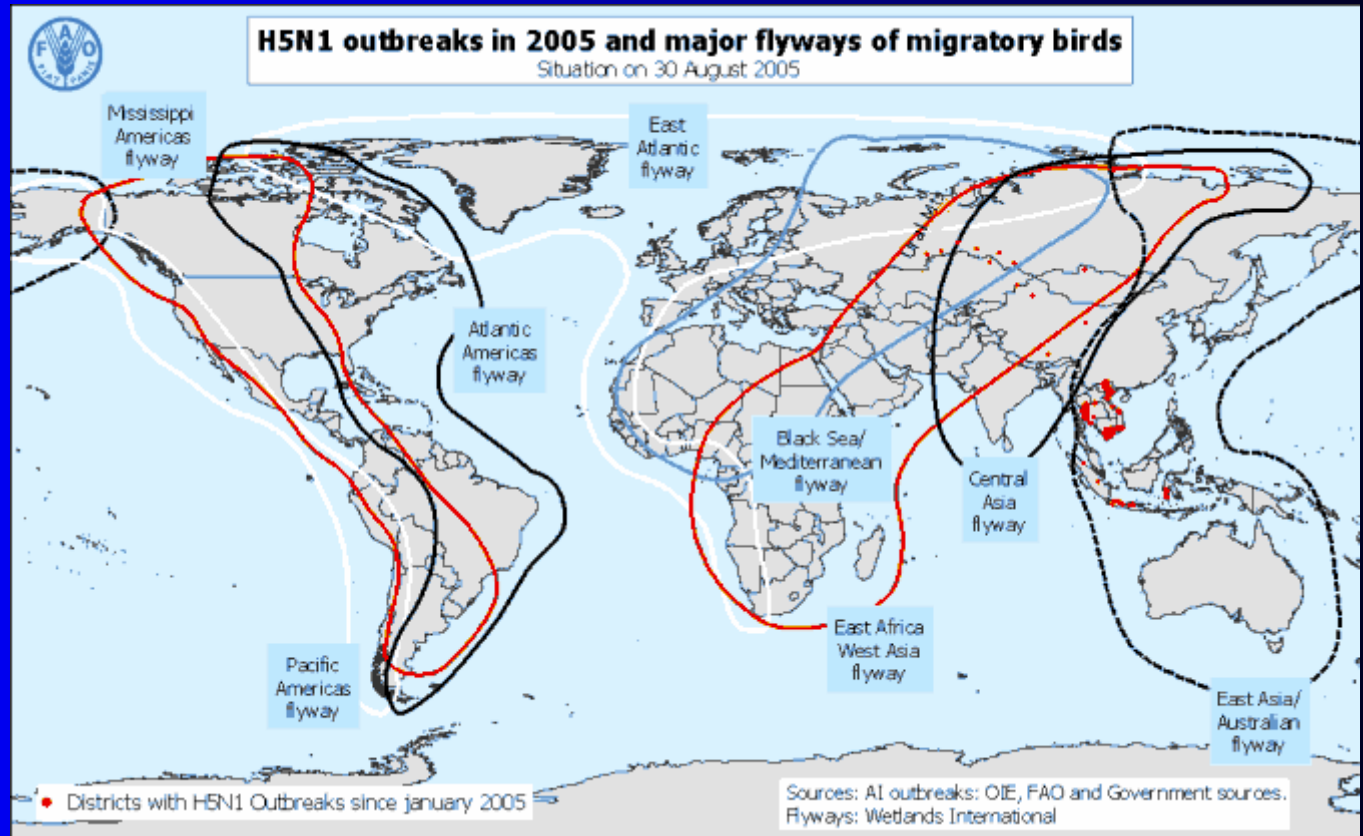 F A O
FIAT PANIS
H5N1 outbreaks in 2005 and major flyways of migratory birds
Situation on 30 August 2005
Mississippi
Americas
flyway
East
Atlantic
flyway
Atlantic
Americas
flyway
Black Sea/
Mediterranean
flyway
Central
Asia
flyway
Pacific
Americas
flyway
East Africa
West Asia
flyway
East Asia/
Australian
flyway
Districts with H5N1 Outbreaks since january 2005
Sources: AI outbreaks: OIE, FAO and Government sources.
Flyways: Wetlands International